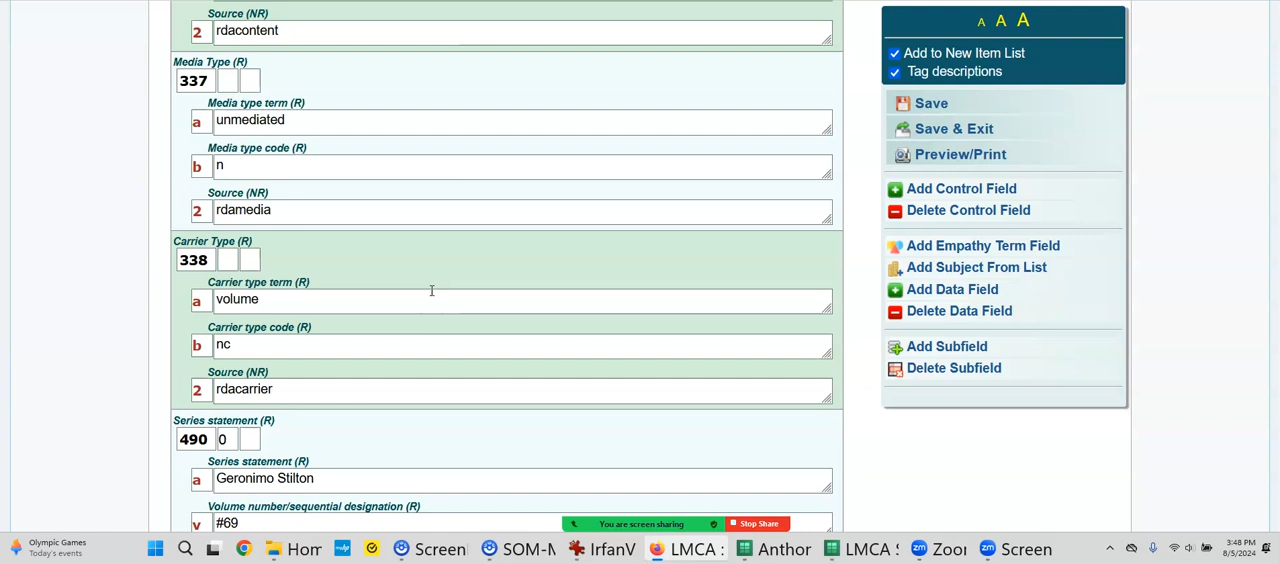 Source (NR)
2 rdacontent
Media Type (R)
337
Media type term (R)
a unmediated
Media type code (R)
b n
Source (NR)
2 rdamedia
Carrier Type (R)
338
Carrier type term (R)
a volume
Carrier type code (R)
b nc
Source (NR)
2 rdacarrier
Series statement (R)
490 0
Series statement (R)
a Geronimo Stilton
Volume number/sequential designation (R)
v #69
A A A
Add to New Item List
Tag descriptions
Save
Save & Exit
Preview/Print
Add Control Field
Delete Control Field
Add Empathy Term Field
Add Subject From List
Add Data Field
Delete Data Field
Add Subfield
Delete Subfield
You are screen sharing Stop Share
Olympic Games
Today's events
Hom Screen SOM-M IrfanV LMCA : Anthor LMCA S Zoor Screen
3:48 PM
8/5/2024